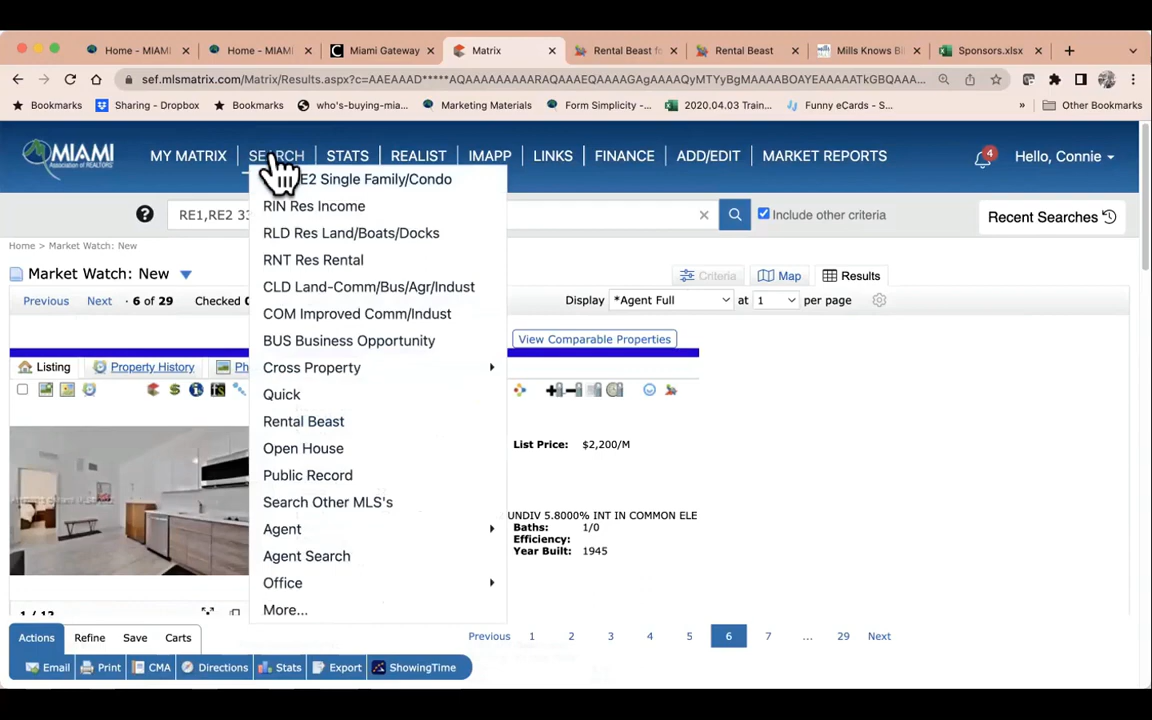 Home - MIAMI
Home - MIAMI
Miami Gateway
Matrix
Rental Beast fo
Rental Beast
Mills Knows Bi
Sponsors.xlsx
sef.mlsmatrix.com/Matrix/Results.aspx?c=AAEAAAD*****AQAAAAAAAAARAQAAAEQAAAAGAgAAAAQyMTYyBgMAAAABOAYEAAAAATkGBQAAA...
Bookmarks
Sharing - Dropbox
Bookmarks
who's-buying-mia...
Marketing Materials
Form Simplicity -...
2020.04.03 Train...
Funny eCards - S...
»
Other Bookmarks
MIAMI
MY MATRIX
SEARCH
STATS
REALIST
IMAPP
LINKS
FINANCE
ADD/EDIT
MARKET REPORTS
4
Hello, Connie
RE1,RE2 33
Include other criteria
Recent Searches
E2 Single Family/Condo
RIN Res Income
RLD Res Land/Boats/Docks
RNT Res Rental
CLD Land-Comm/Bus/Agr/Indust
COM Improved Comm/Indust
BUS Business Opportunity
Cross Property
Quick
Rental Beast
Open House
Public Record
Search Other MLS's
Agent
Agent Search
Office
More...
Home > Market Watch: New
Market Watch: New
Criteria
Map
Results
Previous Next · 6 of 29 Checked
Display *Agent Full at 1 per page
View Comparable Properties
Listing
Property History
Ph
List Price: $2,200/M
UNDIV 5.8000% INT IN COMMON ELE
Baths: 1/0
Efficiency:
Year Built: 1945
Previous 1 2 3 4 5 6 7 ... 29 Next
Actions
Refine
Save
Carts
Email
Print
CMA
Directions
Stats
Export
ShowingTime